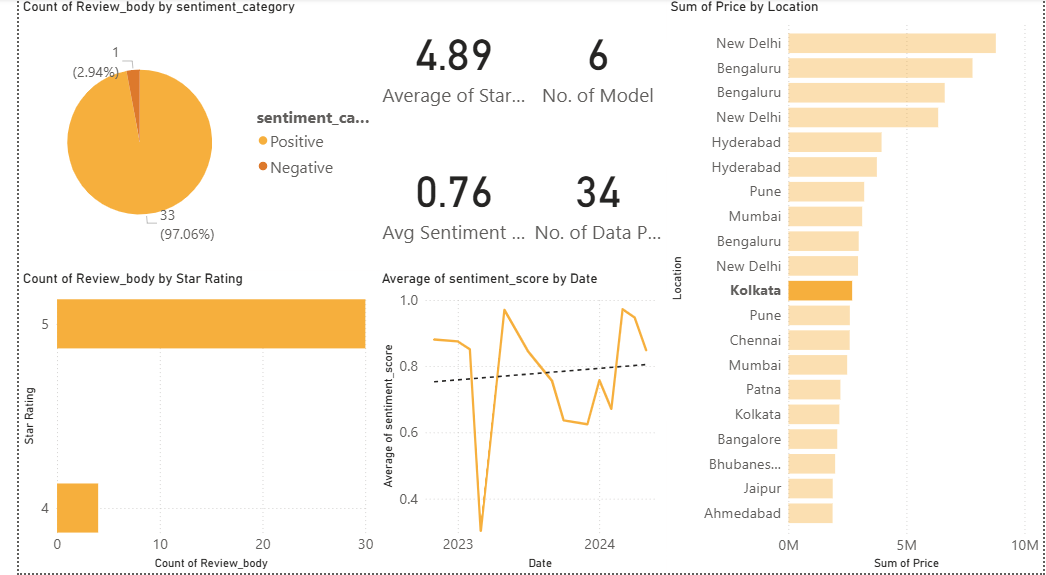 Count of Review_body by sentiment_category
1
(2.94%)
33
(97.06%)
sentiment_ca...
Positive
Negative
4.89
Average of Star...
6
No. of Model
0.76
Avg Sentiment ...
34
No. of Data P...
Count of Review_body by Star Rating
Star Rating
5
4
0
10
20
30
Count of Review_body
Average of sentiment_score by Date
Average of sentiment_score
1.0
0.8
0.6
0.4
2023
2024
Date
Sum of Price by Location
Location
New Delhi
Bengaluru
Bengaluru
New Delhi
Hyderabad
Hyderabad
Pune
Mumbai
Bengaluru
New Delhi
Kolkata
Pune
Chennai
Mumbai
Patna
Kolkata
Bangalore
Bhubanes...
Jaipur
Ahmedabad
0M
5M
10M
Sum of Price